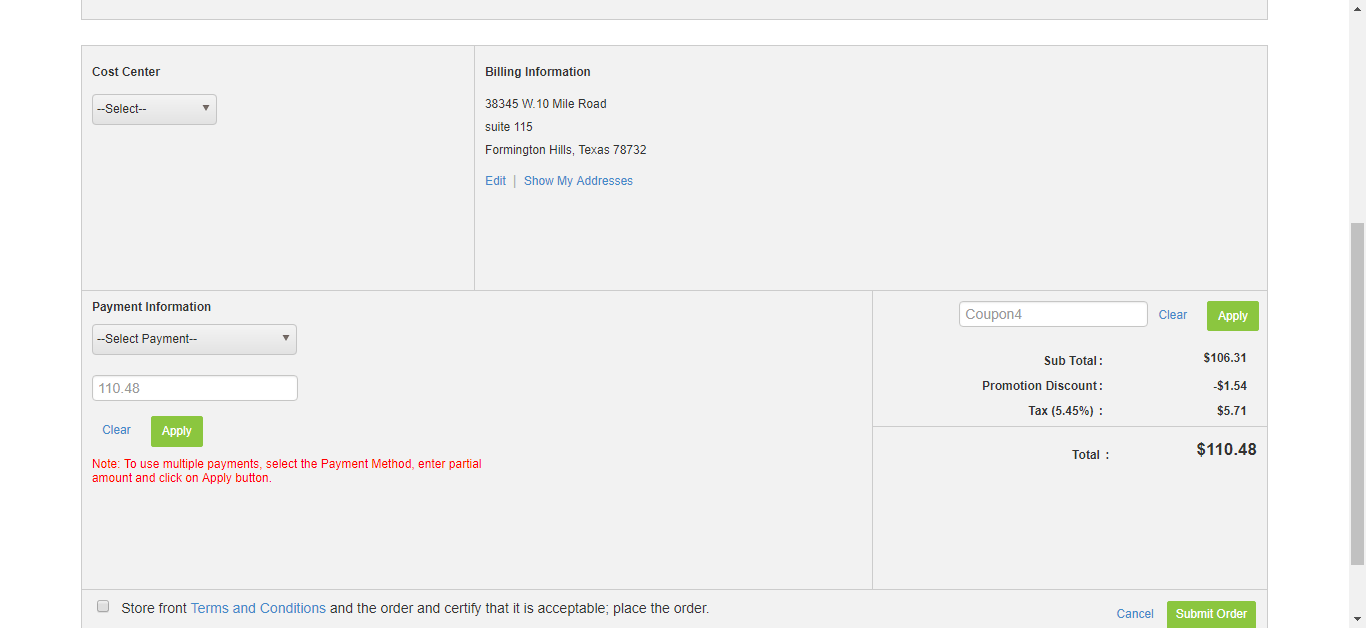 Cost Center
--Select--
Billing Information
38345 W.10 Mile Road
suite 115
Formington Hills, Texas 78732
Edit | Show My Addresses
Payment Information
--Select Payment--
110.48
Clear Apply
Note: To use multiple payments, select the Payment Method, enter partial
amount and click on Apply button.
Coupon4 Clear Apply
Sub Total : $106.31
Promotion Discount : -$1.54
Tax (5.45%) : $5.71
Total : $110.48
Store front Terms and Conditions and the order and certify that it is acceptable; place the order.
Cancel Submit Order